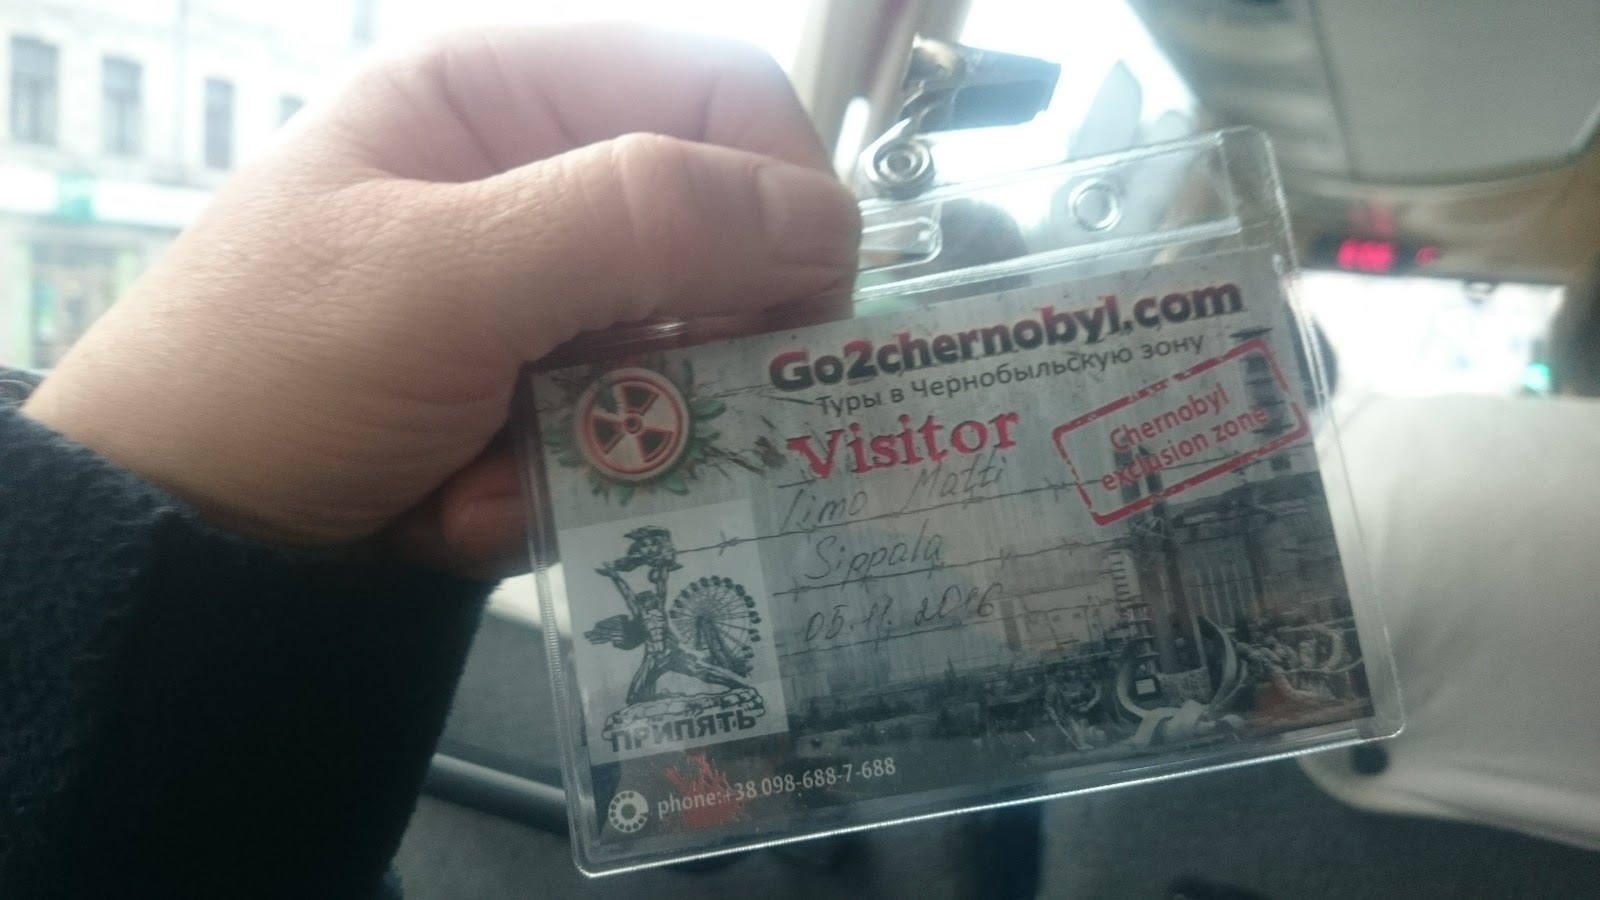 Go2chernobyl.com
Туры в Чернобыльскую зону
Visitor
Chernobyl
exclusion zone
Timo Matti
Sippala
05.11.2016
ПРИПЯТЬ
phone:+38 098-688-7-688